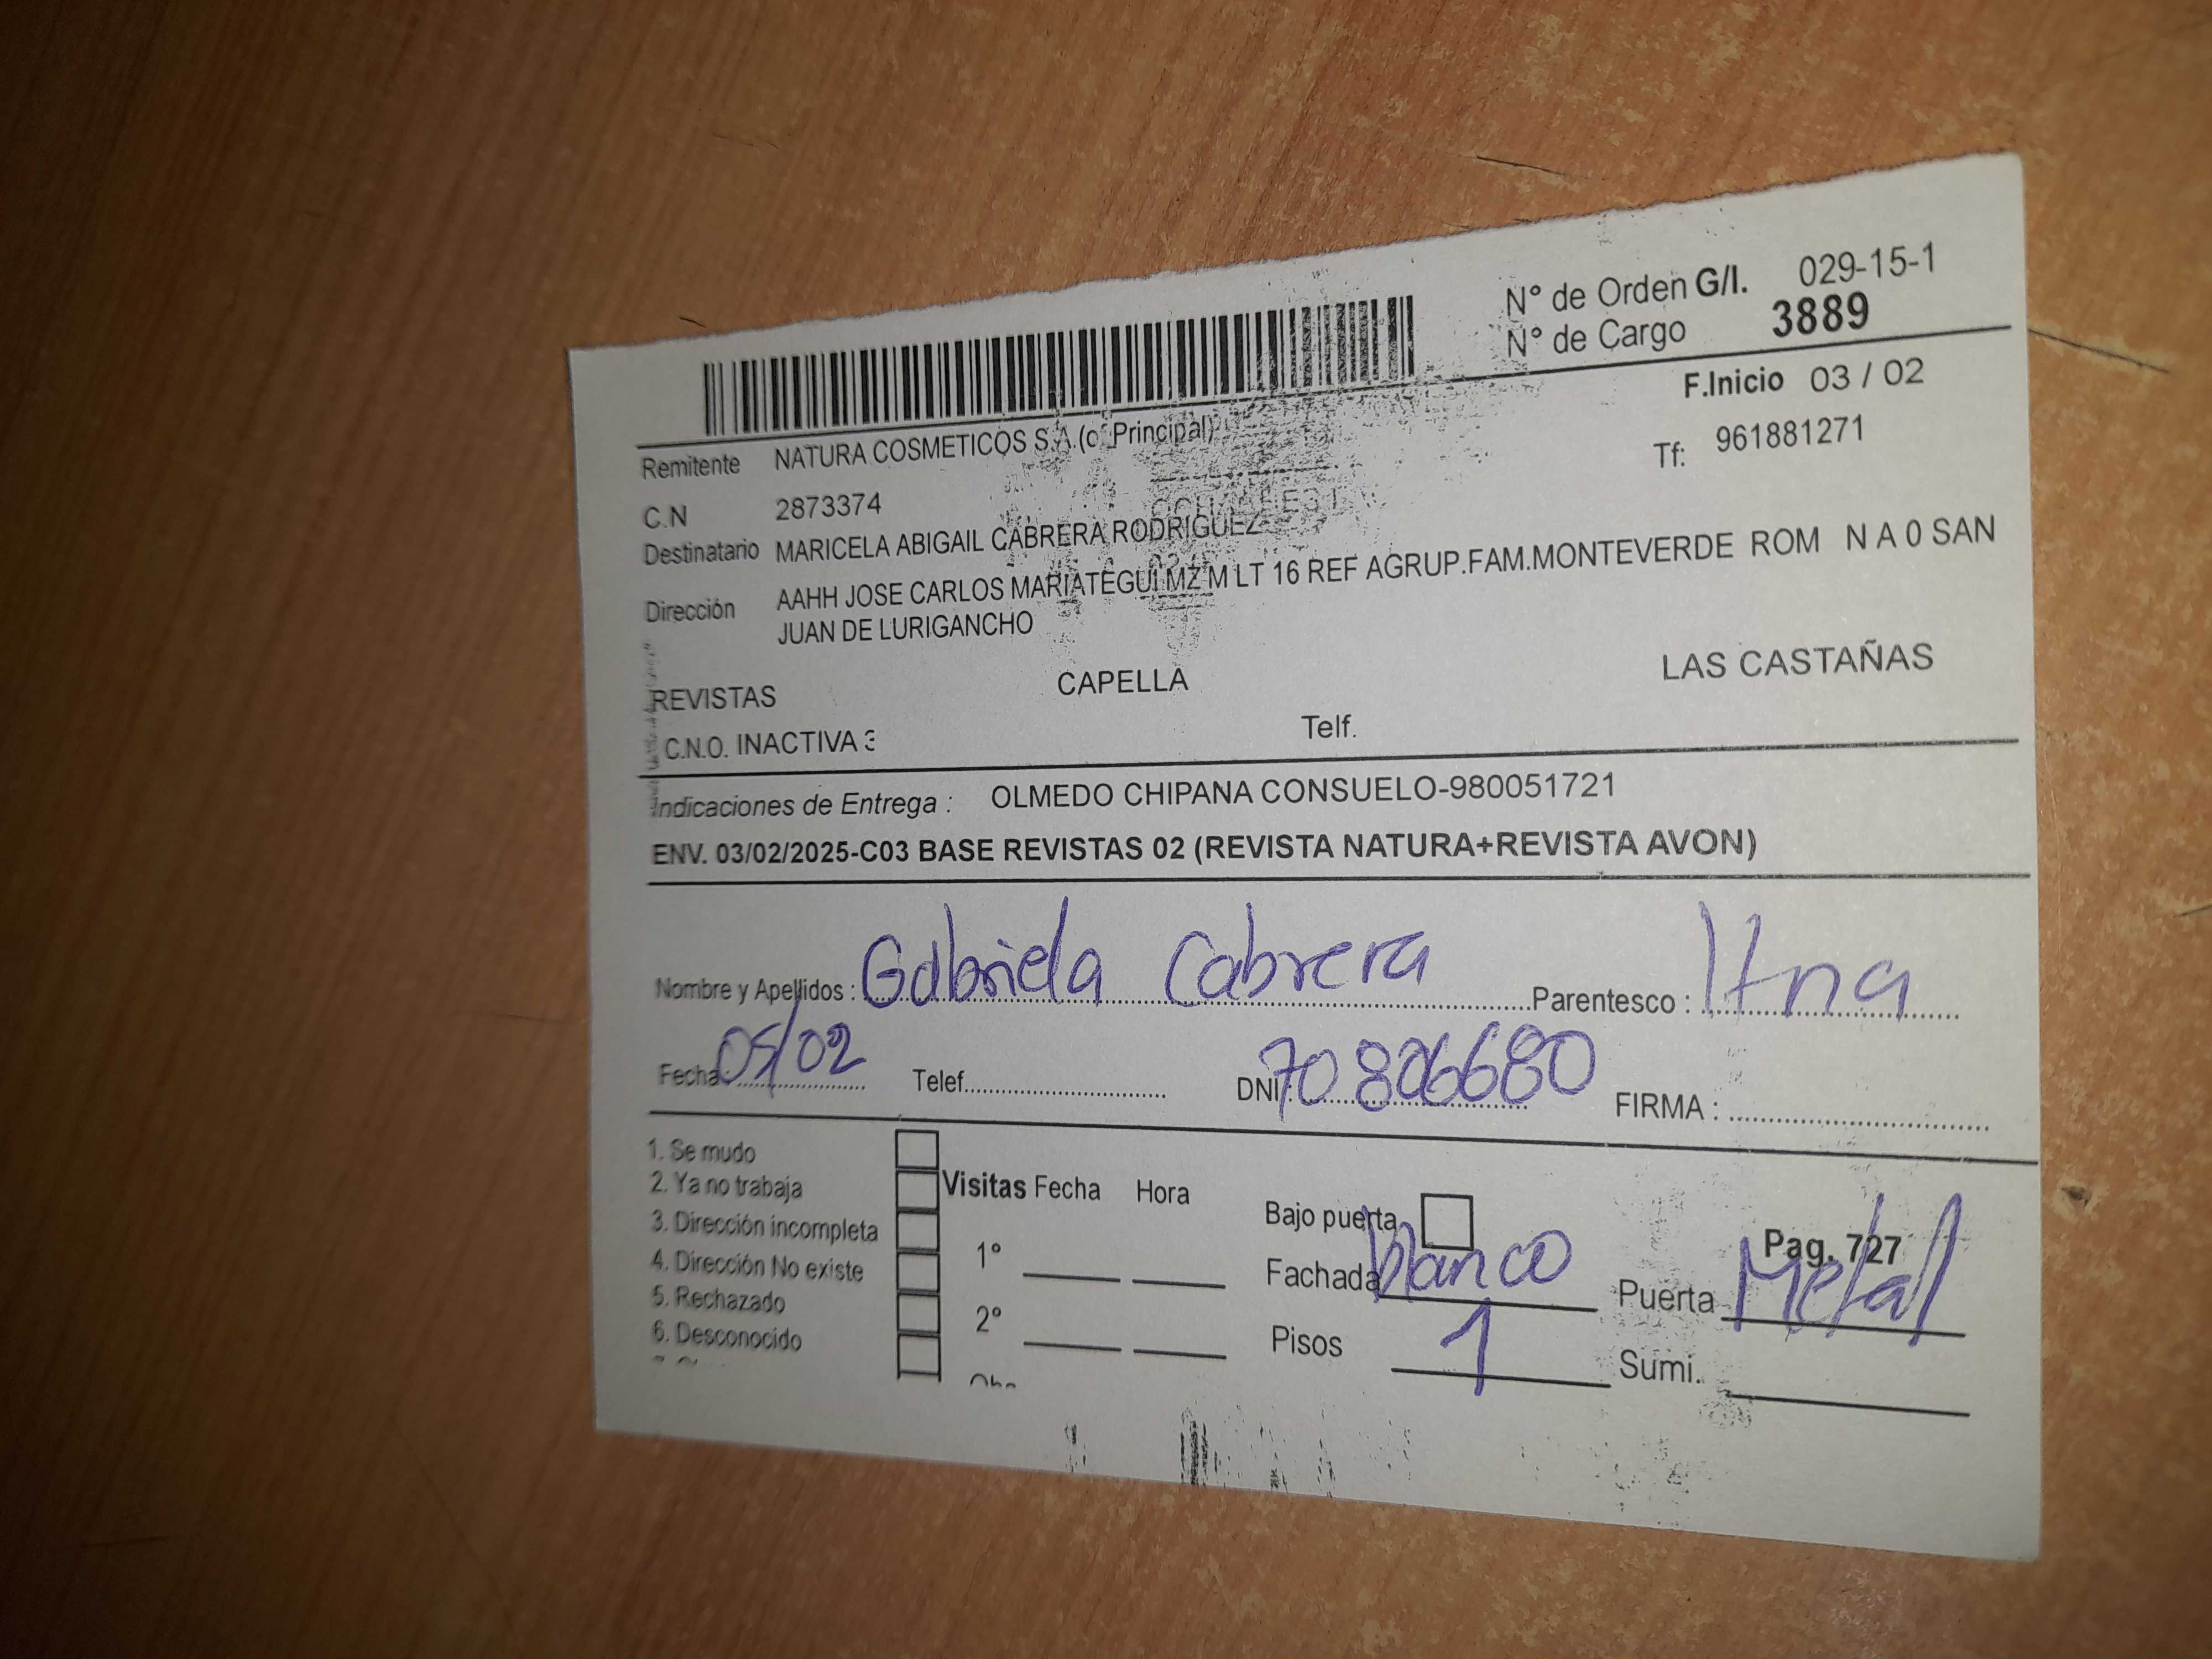 N° de Orden G/I. 029-15-1
N° de Cargo 3889
F.Inicio 03 / 02
Remitente NATURA COSMETICOS S.A.(of.Principal)
Tf: 961881271
C.N 2873374
Destinatario MARICELA ABIGAIL CABRERA RODRIGUEZ
Dirección AAHH JOSE CARLOS MARIATEGUI MZ M LT 16 REF AGRUP.FAM.MONTEVERDE ROM N A 0 SAN
JUAN DE LURIGANCHO
REVISTAS CAPELLA LAS CASTAÑAS
C.N.O. INACTIVA 3 Telf.
Indicaciones de Entrega : OLMEDO CHIPANA CONSUELO-980051721
ENV. 03/02/2025-C03 BASE REVISTAS 02 (REVISTA NATURA+REVISTA AVON)
Nombre y Apellidos : Gabriela Cabrera Parentesco : Htna
Fecha: 05/02 Telef. DNI: 70806680 FIRMA :
1. Se mudo
2. Ya no trabaja
3. Dirección incompleta
4. Dirección No existe
5. Rechazado
6. Desconocido
Visitas Fecha Hora
1°
2°
Bajo puerta
Fachada blanco
Pisos 1
Pag. 727
Puerta Metal
Sumi.